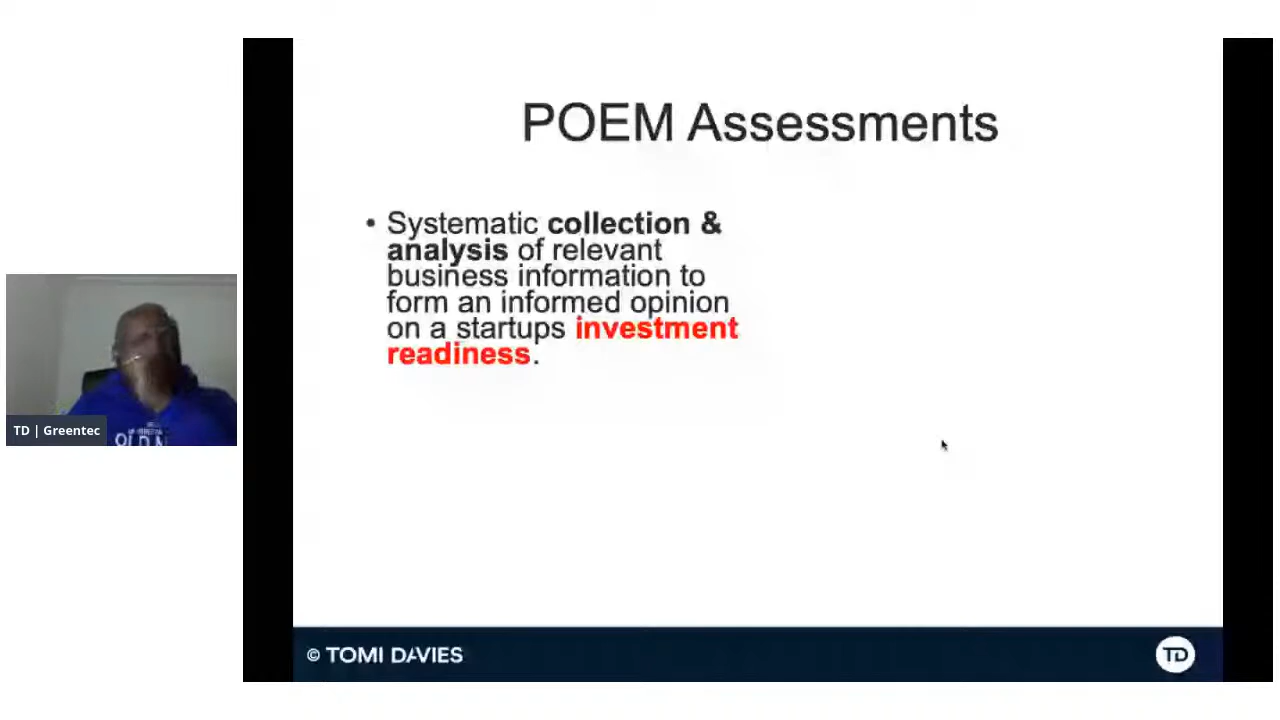 POEM Assessments
• Systematic collection &
analysis of relevant
business information to
form an informed opinion
on a startups investment
readiness.
TD | Greentec
© TOMI DAVIES
TD